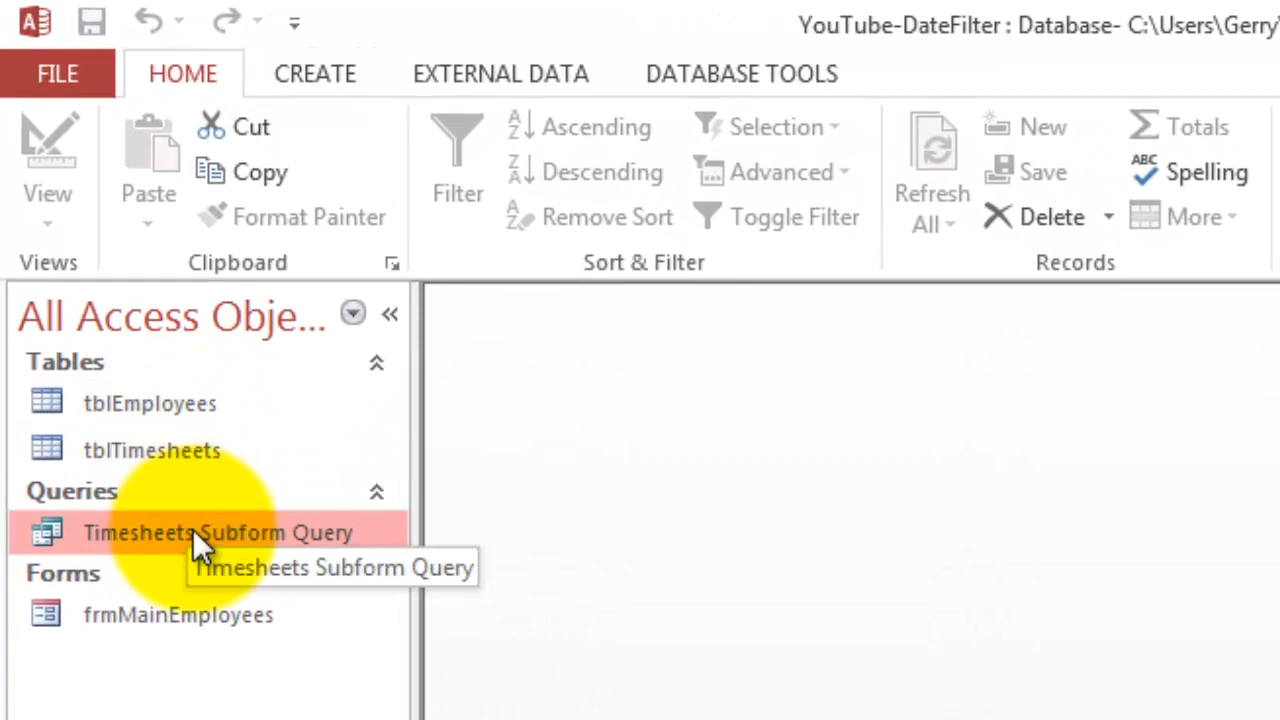 YouTube-DateFilter : Database- C:\Users\Gerry\
FILE HOME CREATE EXTERNAL DATA DATABASE TOOLS
Cut Ascending Selection New Totals
Copy Descending Advanced Save ABC Spelling
View Paste Filter Refresh All
Format Painter Remove Sort Toggle Filter Delete More
Views Clipboard Sort & Filter Records
All Access Obje...
Tables
tblEmployees
tblTimesheets
Queries
Timesheets Subform Query
Timesheets Subform Query
Forms
frmMainEmployees